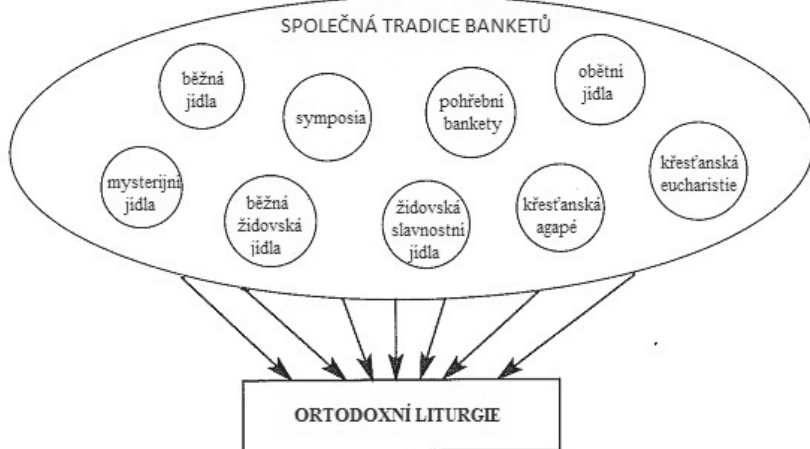 SPOLEČNÁ TRADICE BANKETŮ
běžná
jídla
symposia
pohřební
bankety
obětní
jídla
mysterijní
jídla
běžná
židovská
jídla
židovská
slavnostní
jídla
křesťanská
agapé
křesťanská
eucharistie
ORTODOXNÍ LITURGIE